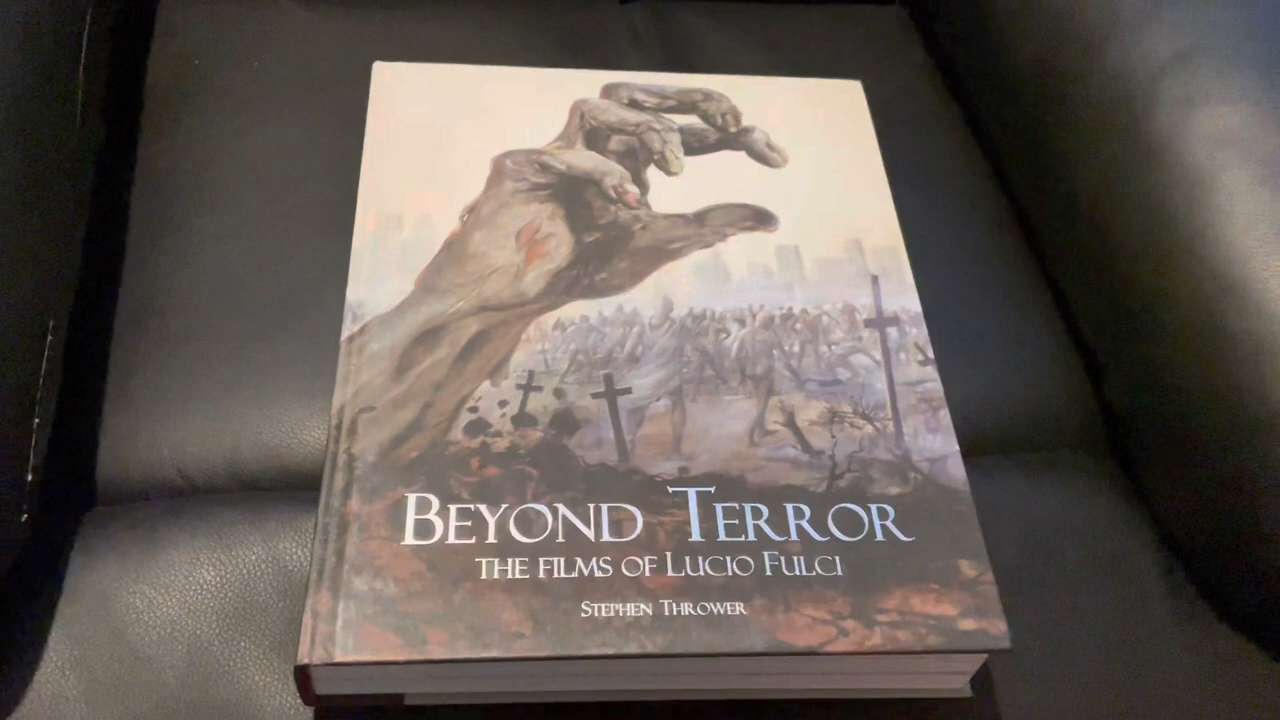 BEYOND TERROR
THE FILMS OF LUCIO FULCI
STEPHEN THROWER